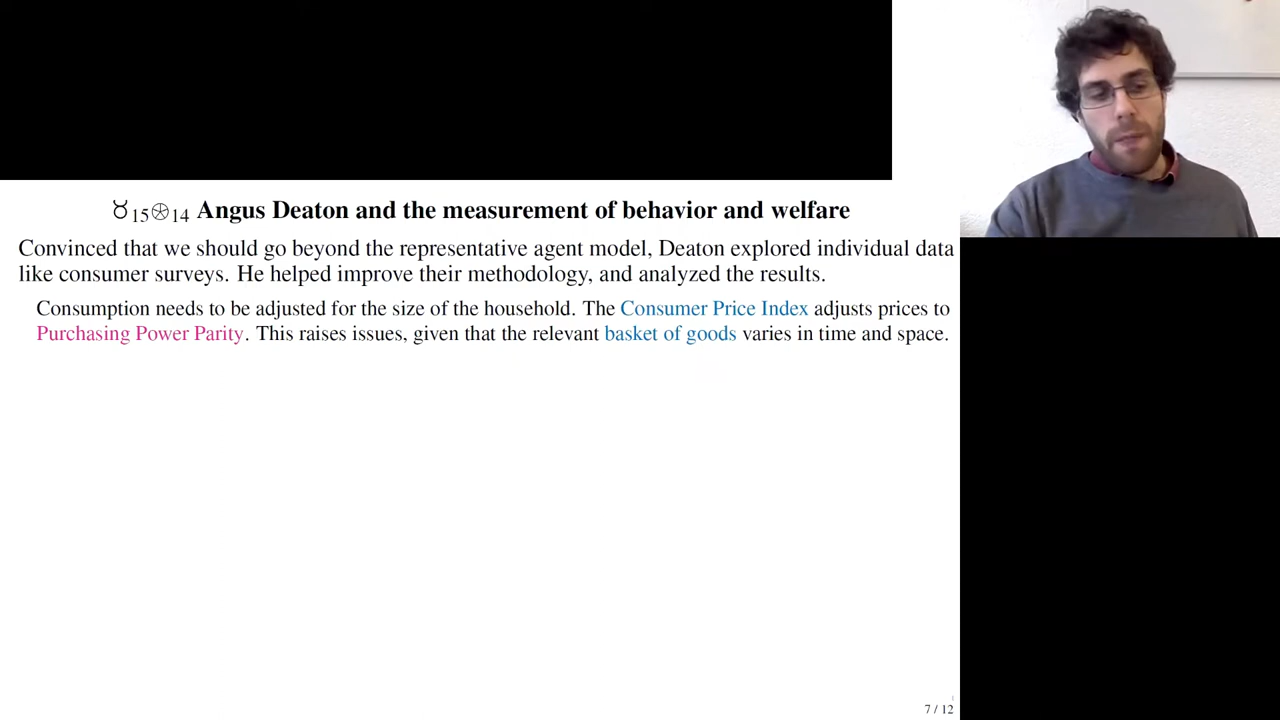 ♉15⊛14 Angus Deaton and the measurement of behavior and welfare
Convinced that we should go beyond the representative agent model, Deaton explored individual data
like consumer surveys. He helped improve their methodology, and analyzed the results.
Consumption needs to be adjusted for the size of the household. The Consumer Price Index adjusts prices to
Purchasing Power Parity. This raises issues, given that the relevant basket of goods varies in time and space.
7 / 12